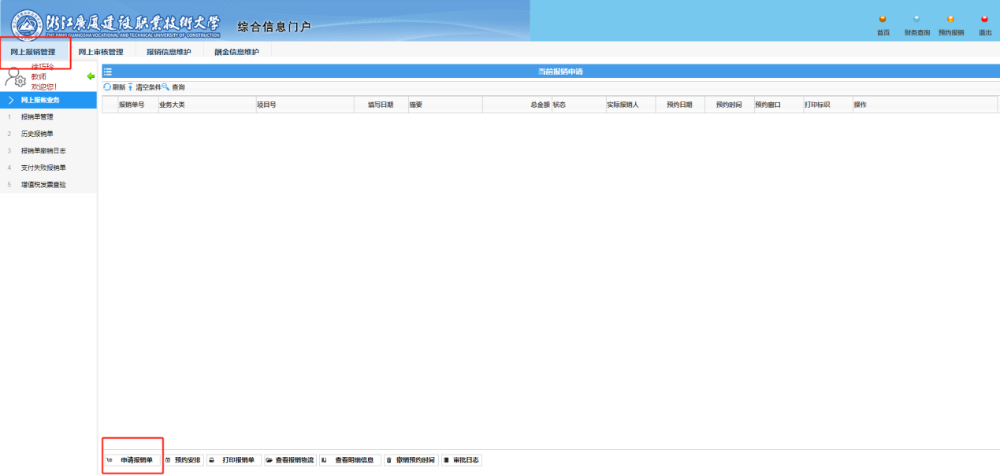 浙江廣厦建设职業技術大学
THE JIANG GUANGSHA VOCATIONAL AND TECHNICAL UNIVERSITY OF CONSTRUCTION
综合信息门户
首页 财务查询 预约报销 退出
网上报销管理 网上审核管理 报销信息维护 酬金信息维护
徐巧玲
教师
欢迎您!
当前报销申请
刷新 清空条件 查询
网上报帐业务
报销单号 业务大类 项目号 填写日期 摘要 总金额 状态 实际报销人 预约日期 预约时间 预约窗口 打印标识 操作
1 报销单管理
2 历史报销单
3 报销单撤销日志
4 支付失败报销单
5 增值税发票查验
申请报销单 预约安排 打印报销单 查看报销物流 查看明细信息 撤销预约时间 审批日志